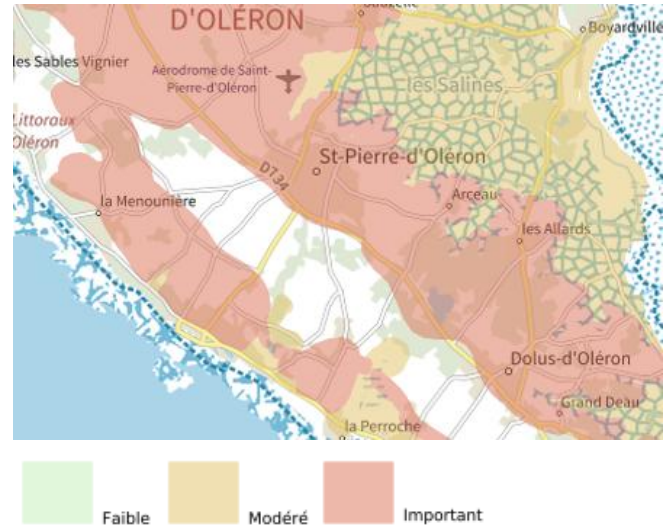 D'OLÉRON
Boyardville
les Sables Vignier
Aérodrome de Saint-
Pierre-d'Oléron
les Salines
Littoraux
Oléron
St-Pierre-d'Oléron
D734
Arceau
la Menounière
les Allards
Dolus-d'Oléron
Grand Deau
la Perroche
Faible
Modéré
Important